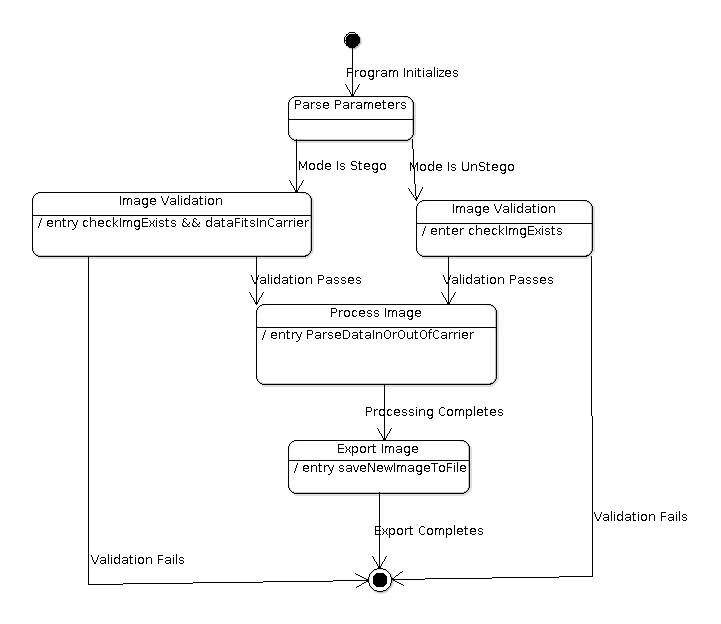 Program Initializes
Parse Parameters
Mode Is Stego
Mode Is UnStego
Image Validation
/ entry checkImgExists && dataFitsInCarrier
Image Validation
/ enter checkImgExists
Validation Passes
Validation Passes
Process Image
/ entry ParseDataInOrOutOfCarrier
Processing Completes
Export Image
/ entry saveNewImageToFile
Validation Fails
Export Completes
Validation Fails